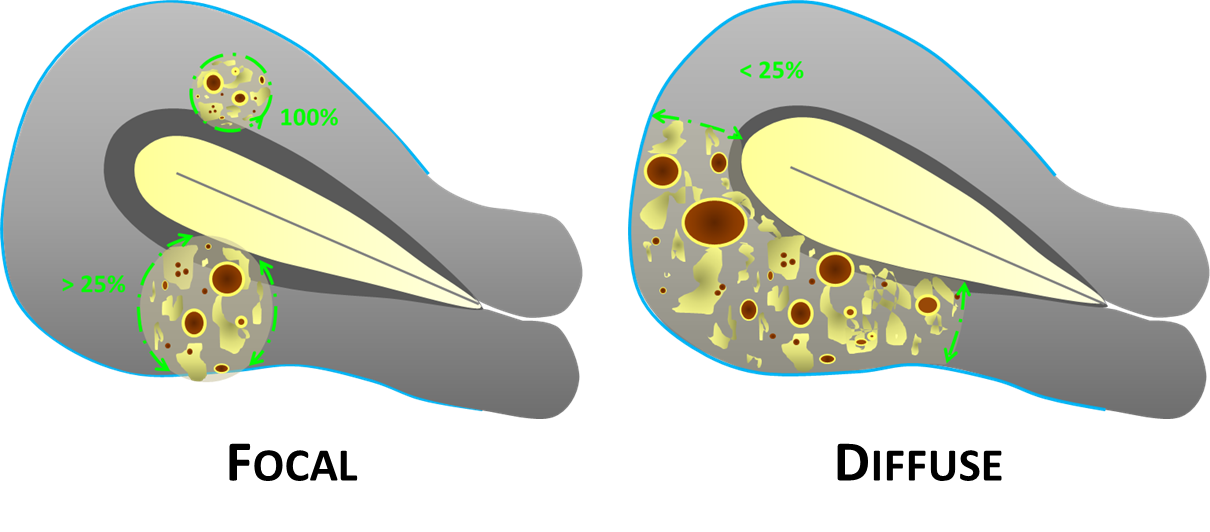 100%
> 25%
FOCAL
< 25%
DIFFUSE